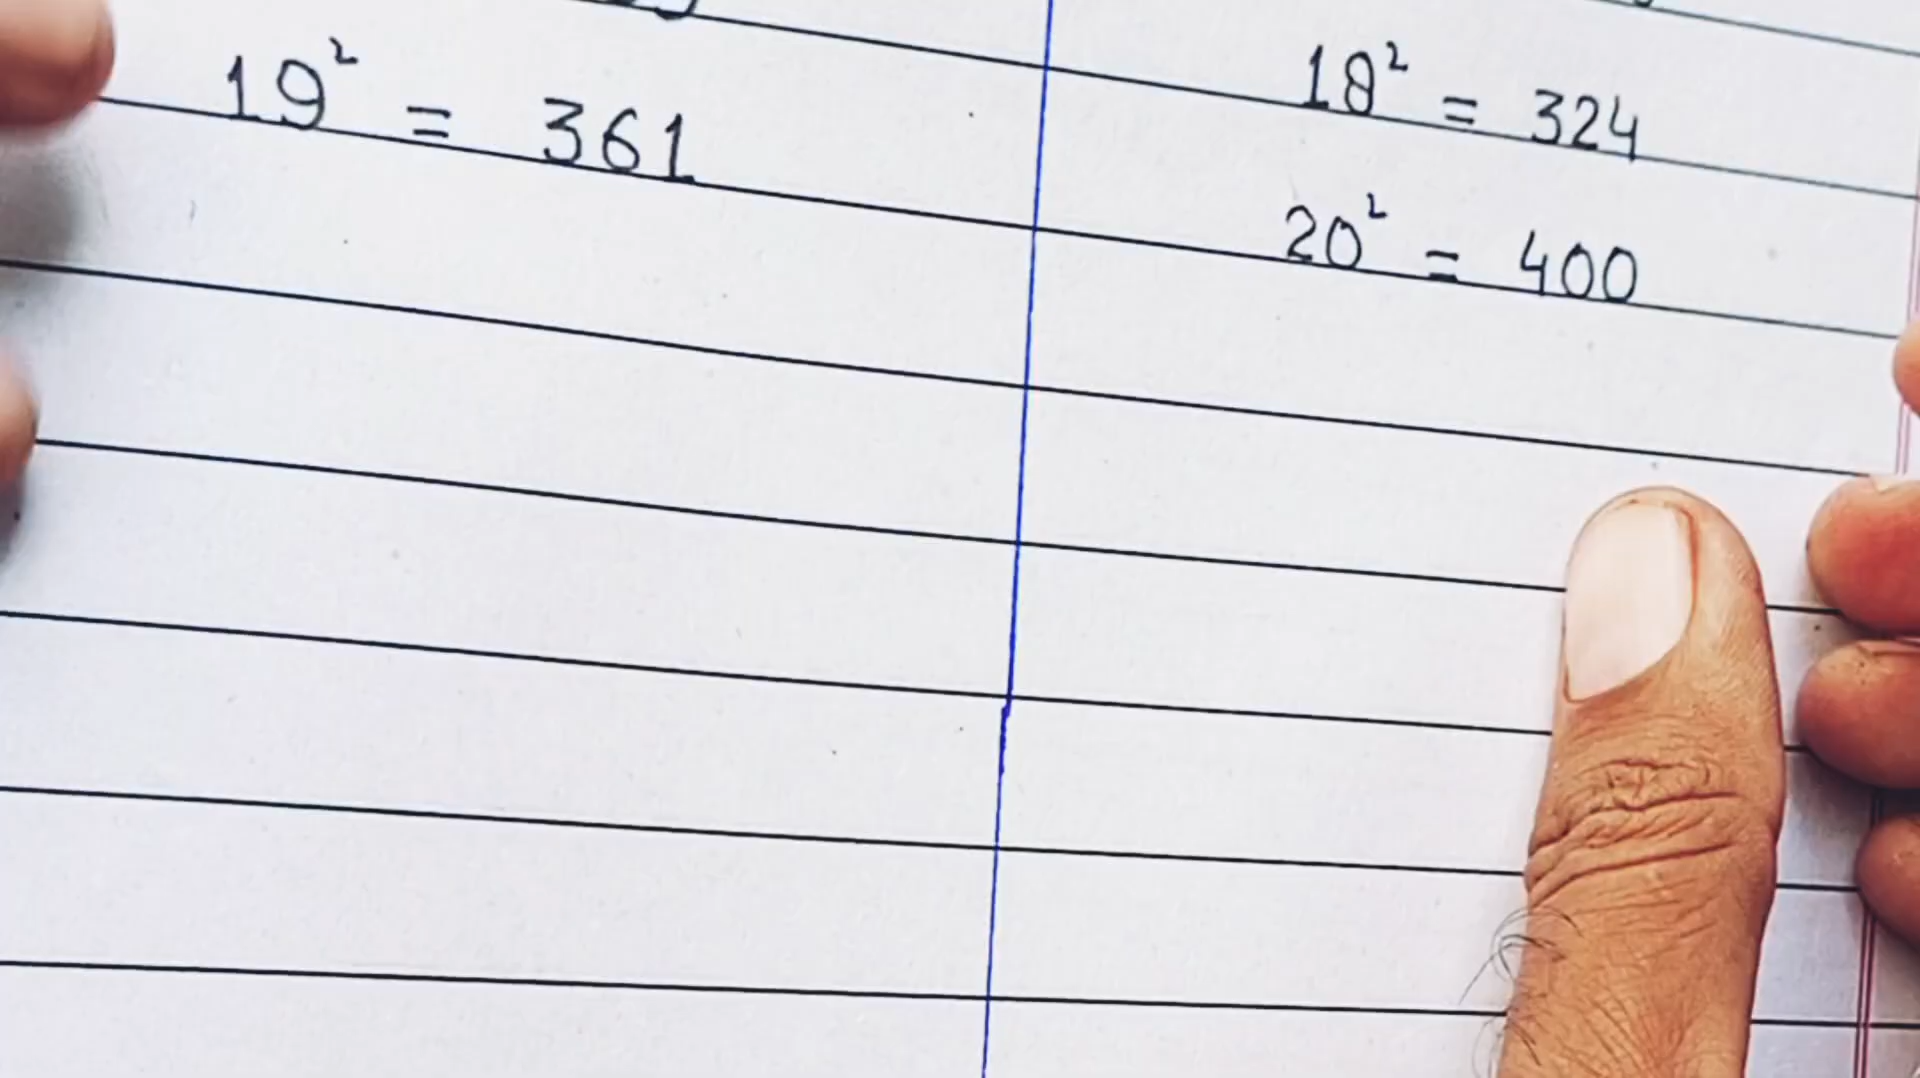 19² = 361
18² = 324
20² = 400